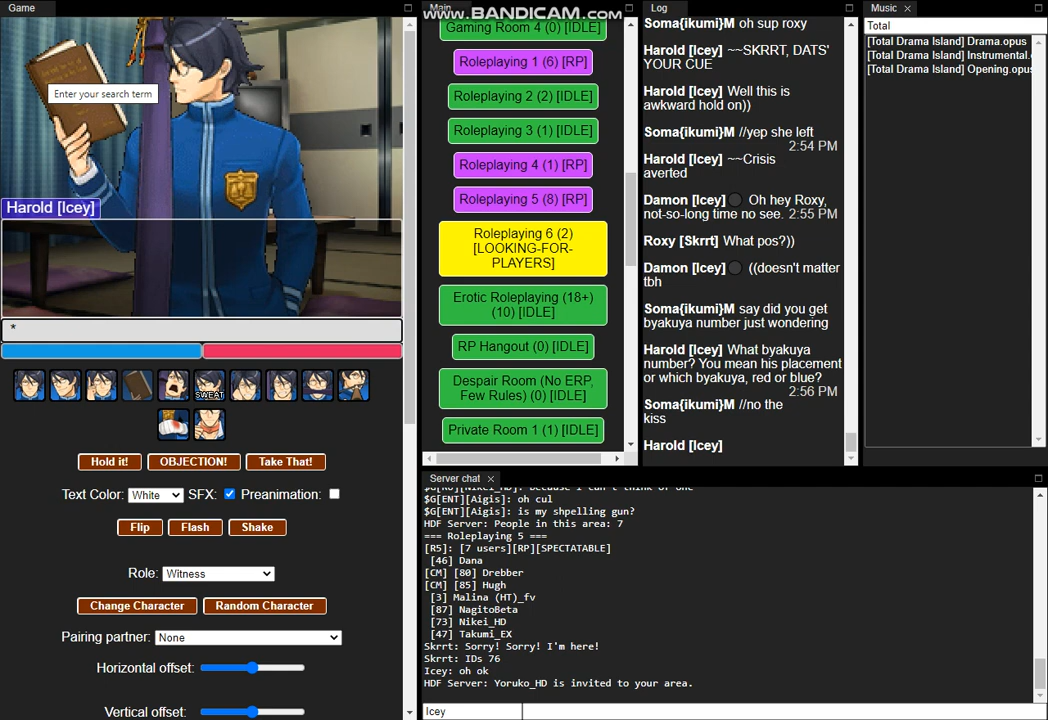 Game
Enter your search term
Harold [Icey]
*
SWEAT
Hold it!
OBJECTION!
Take That!
Text Color:
White
SFX:
Preanimation:
Flip
Flash
Shake
Role:
Witness
Change Character
Random Character
Pairing partner:
None
Horizontal offset:
Vertical offset:
Main
WWW.BANDICAM.COM
Gaming Room 4 (0) [IDLE]
Roleplaying 1 (6) [RP]
Roleplaying 2 (2) [IDLE]
Roleplaying 3 (1) [IDLE]
Roleplaying 4 (1) [RP]
Roleplaying 5 (8) [RP]
Roleplaying 6 (2)
[LOOKING-FOR-
PLAYERS]
Erotic Roleplaying (18+)
(10) [IDLE]
RP Hangout (0) [IDLE]
Despair Room (No ERP,
Few Rules) (0) [IDLE]
Private Room 1 (1) [IDLE]
Log
Soma{ikumi}M oh sup roxy
Harold [Icey] ~~SKRRT, DATS'
YOUR CUE
Harold [Icey] Well this is
awkward hold on))
Soma{ikumi}M //yep she left
2:54 PM
Harold [Icey] ~~Crisis
averted
Damon [Icey] Oh hey Roxy,
not-so-long time no see. 2:55 PM
Roxy [Skrrt] What pos?))
Damon [Icey] ((doesn't matter
tbh
Soma{ikumi}M say did you get
byakuya number just wondering
Harold [Icey] What byakuya
number? You mean his placement
or which byakuya, red or blue?
2:56 PM
Soma{ikumi}M //no the
kiss
Harold [Icey]
Music
Total
[Total Drama Island] Drama.opus
[Total Drama Island] Instrumental.
[Total Drama Island] Opening.opus
Server chat
$G[ENT][Aigis]: oh cul
$G[ENT][Aigis]: is my shpelling gun?
HDF Server: People in this area: 7
=== Roleplaying 5 ===
[R5]: [7 users][RP][SPECTATABLE]
[46] Dana
[CM] [80] Drebber
[CM] [85] Hugh
[3] Malina (HT)_fv
[87] NagitoBeta
[73] Nikei_HD
[47] Takumi_EX
Skrrt: Sorry! Sorry! I'm here!
Skrrt: IDs 76
Icey: oh ok
HDF Server: Yoruko_HD is invited to your area.
Icey